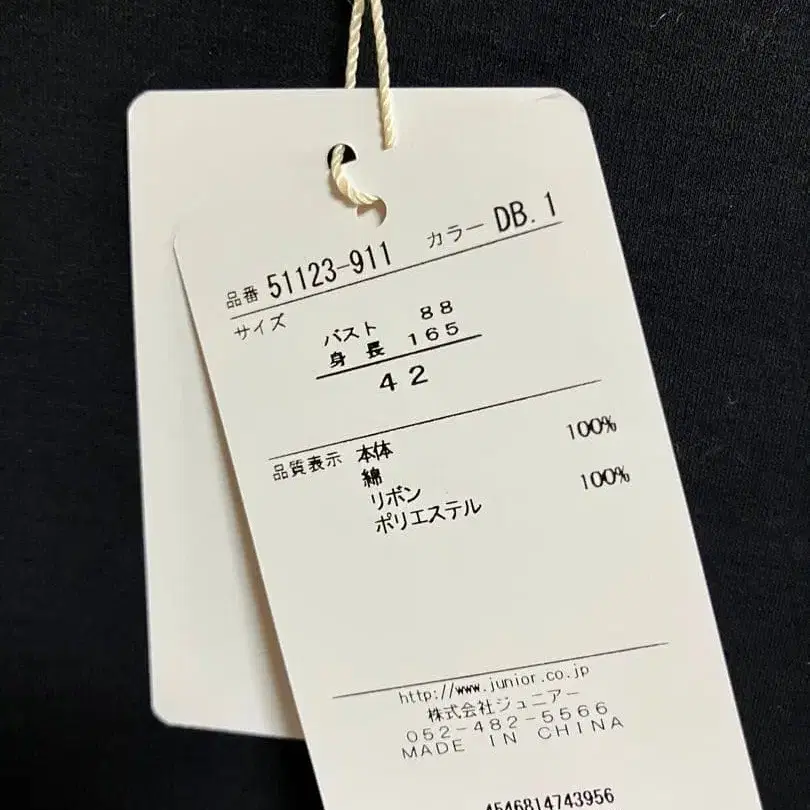 品番 51123-911 カラー DB.1
サイズ
バスト 88
身長 165
42
品質表示 本体
綿 100%
リボン
ポリエステル 100%
http://www.junior.co.jp
株式会社ジュニアー
052-482-5566
MADE IN CHINA
4546814743956